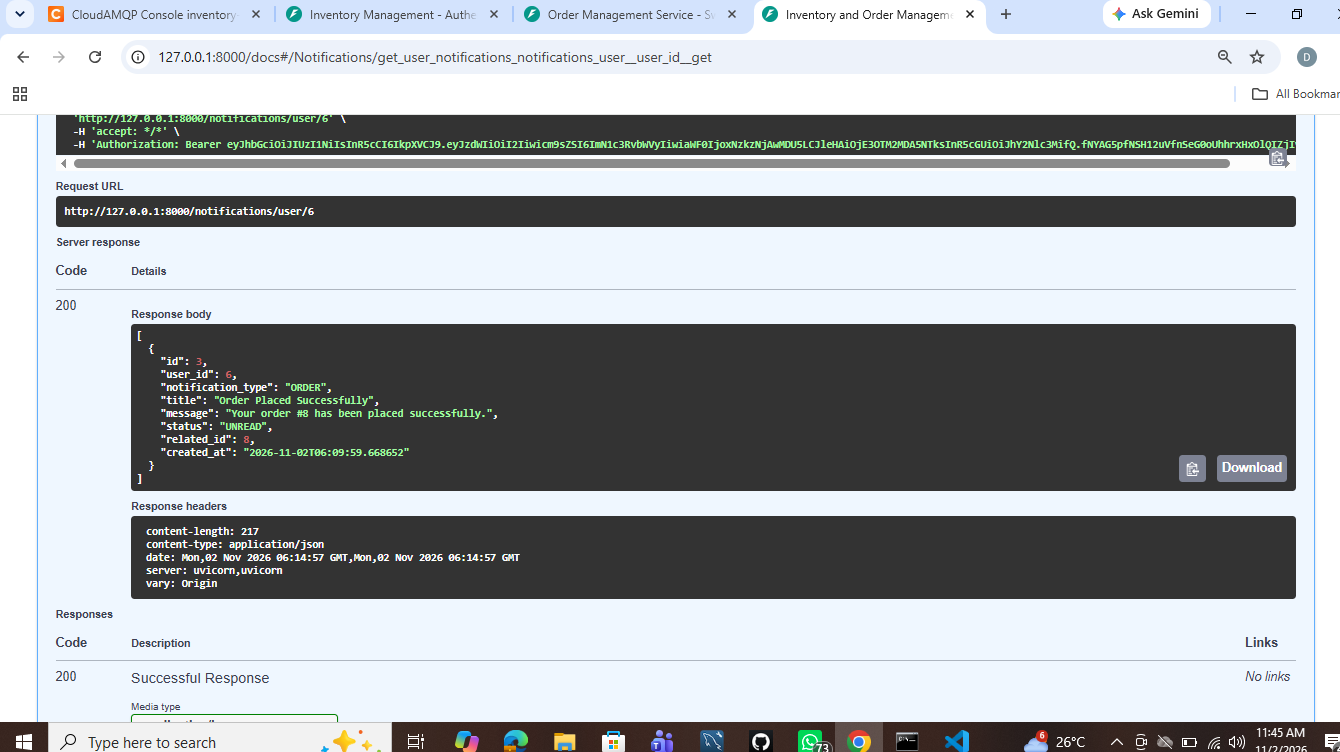 CloudAMQP Console inventory
Inventory Management - Authe
Order Management Service - Sw
Inventory and Order Manageme
Ask Gemini
127.0.0.1:8000/docs#/Notifications/get_user_notifications_notifications_user__user_id__get
D
All Bookmar
'http://127.0.0.1:8000/notifications/user/6' \
-H 'accept: */*' \
Request URL
http://127.0.0.1:8000/notifications/user/6
Server response
Code Details
200
Response body
[
{
"id": 3,
"user_id": 6,
"notification_type": "ORDER",
"title": "Order Placed Successfully",
"message": "Your order #8 has been placed successfully.",
"status": "UNREAD",
"related_id": 8,
"created_at": "2026-11-02T06:09:59.668652"
}
]
Download
Response headers
content-length: 217
content-type: application/json
date: Mon,02 Nov 2026 06:14:57 GMT,Mon,02 Nov 2026 06:14:57 GMT
server: uvicorn,uvicorn
vary: Origin
Responses
Code Description Links
200 Successful Response No links
Media type
Type here to search
73
6
26°C
11:45 AM
11/2/2026